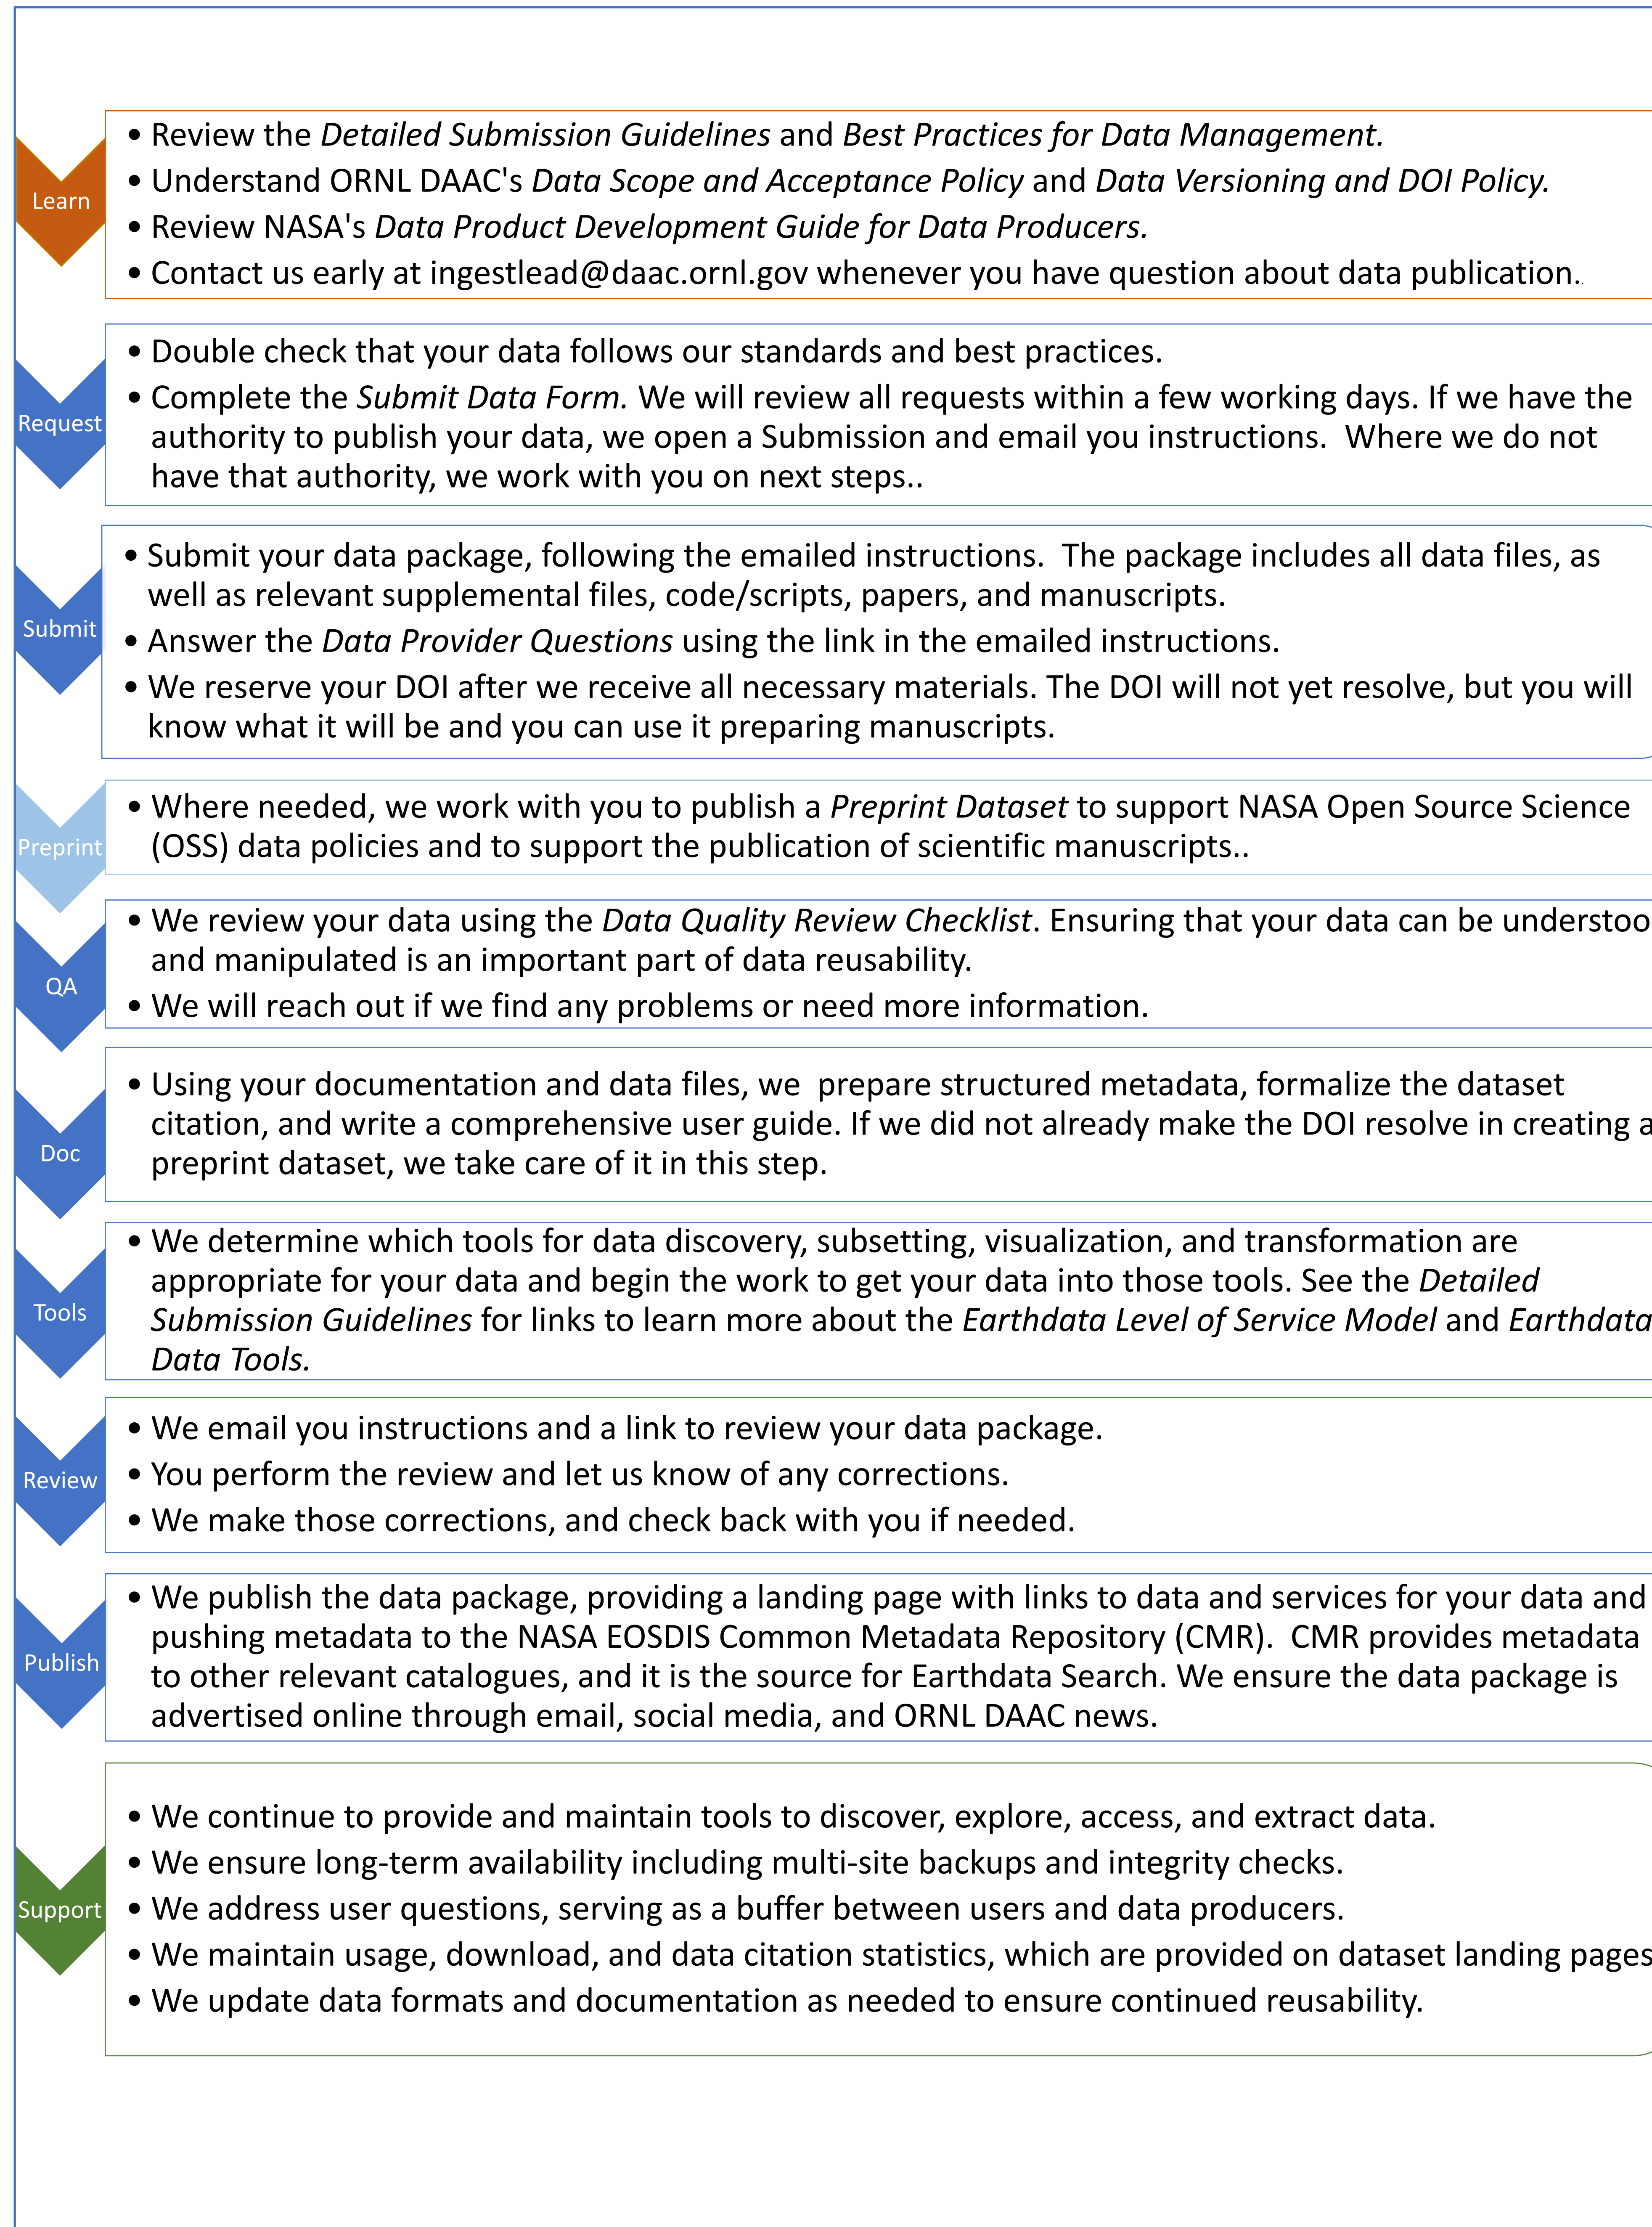 Learn
• Review the Detailed Submission Guidelines and Best Practices for Data Management.
• Understand ORNL DAAC's Data Scope and Acceptance Policy and Data Versioning and DOI Policy.
• Review NASA's Data Product Development Guide for Data Producers.
• Contact us early at ingestlead@daac.ornl.gov whenever you have question about data publication..
Request
• Double check that your data follows our standards and best practices.
• Complete the Submit Data Form. We will review all requests within a few working days. If we have the
authority to publish your data, we open a Submission and email you instructions.  Where we do not
have that authority, we work with you on next steps..
Submit
• Submit your data package, following the emailed instructions.  The package includes all data files, as
well as relevant supplemental files, code/scripts, papers, and manuscripts.
• Answer the Data Provider Questions using the link in the emailed instructions.
• We reserve your DOI after we receive all necessary materials. The DOI will not yet resolve, but you will
know what it will be and you can use it preparing manuscripts.
Preprint
• Where needed, we work with you to publish a Preprint Dataset to support NASA Open Source Science
(OSS) data policies and to support the publication of scientific manuscripts..
QA
• We review your data using the Data Quality Review Checklist. Ensuring that your data can be understoo
and manipulated is an important part of data reusability.
• We will reach out if we find any problems or need more information.
Doc
• Using your documentation and data files, we  prepare structured metadata, formalize the dataset
citation, and write a comprehensive user guide. If we did not already make the DOI resolve in creating a
preprint dataset, we take care of it in this step.
Tools
• We determine which tools for data discovery, subsetting, visualization, and transformation are
appropriate for your data and begin the work to get your data into those tools. See the Detailed
Submission Guidelines for links to learn more about the Earthdata Level of Service Model and Earthdata
Data Tools.
Review
• We email you instructions and a link to review your data package.
• You perform the review and let us know of any corrections.
• We make those corrections, and check back with you if needed.
Publish
• We publish the data package, providing a landing page with links to data and services for your data and
pushing metadata to the NASA EOSDIS Common Metadata Repository (CMR).  CMR provides metadata
to other relevant catalogues, and it is the source for Earthdata Search. We ensure the data package is
advertised online through email, social media, and ORNL DAAC news.
Support
• We continue to provide and maintain tools to discover, explore, access, and extract data.
• We ensure long-term availability including multi-site backups and integrity checks.
• We address user questions, serving as a buffer between users and data producers.
• We maintain usage, download, and data citation statistics, which are provided on dataset landing pages
• We update data formats and documentation as needed to ensure continued reusability.